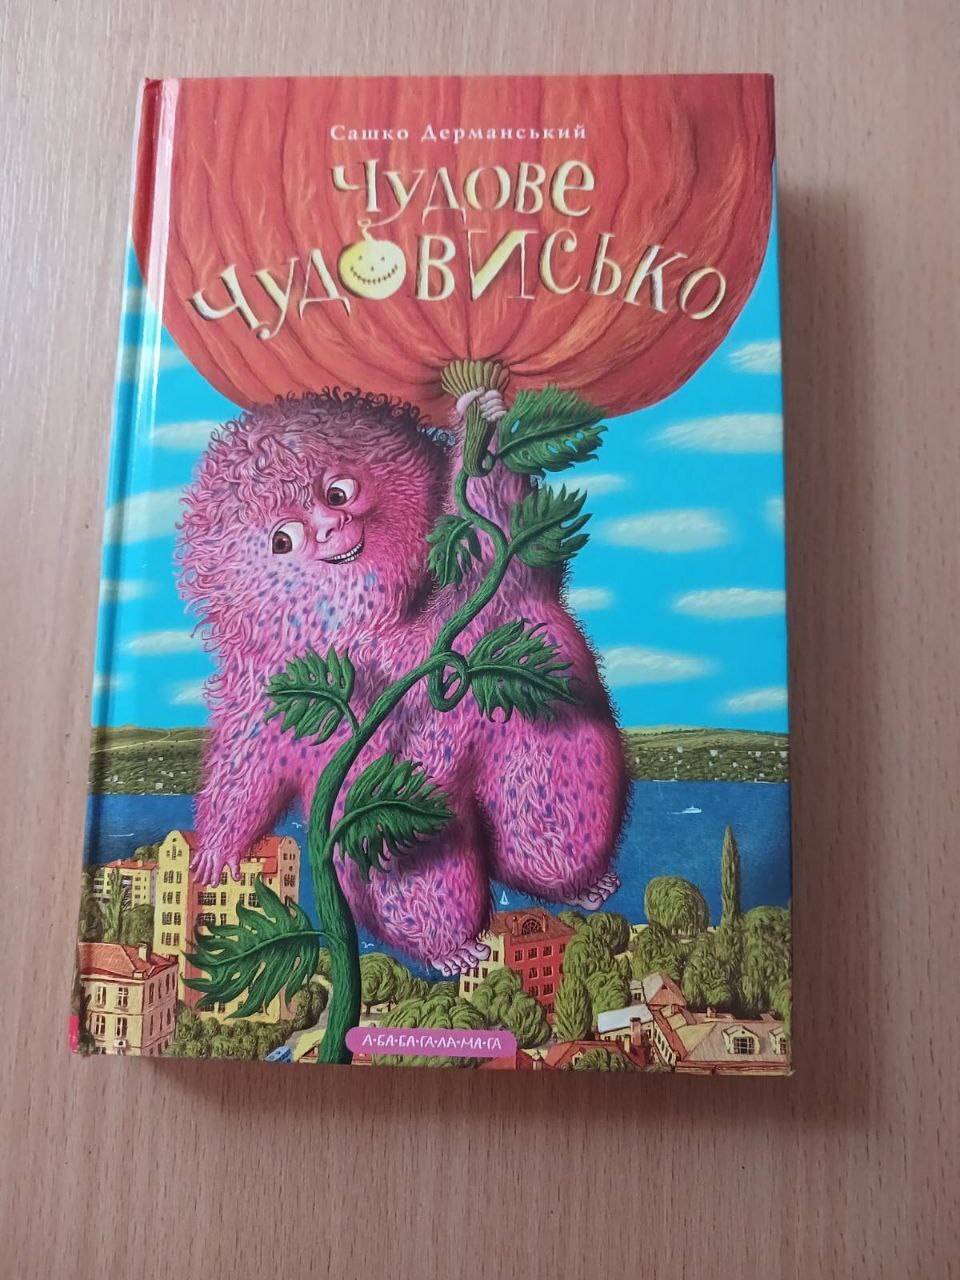 Сашко Дерманський
Чудове
Чудовисько
А·БА·БА·ГА·ЛА·МА·ГА